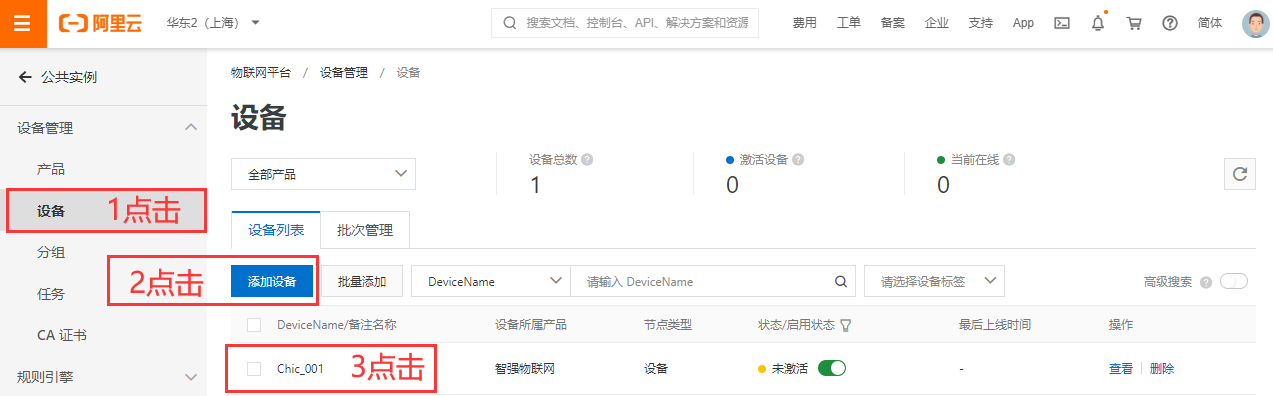 阿里云 华东2（上海） 搜索文档、控制台、API、解决方案和资源 费用 工单 备案 企业 支持 App 简体
公共实例
物联网平台 / 设备管理 / 设备
设备管理
设备
产品
全部产品
设备总数
1
激活设备
0
当前在线
0
设备 1点击
设备列表 批次管理
分组
2点击 添加设备 批量添加 DeviceName 请输入 DeviceName 请选择设备标签 高级搜索
任务
DeviceName/备注名称 设备所属产品 节点类型 状态/启用状态 最后上线时间 操作
CA 证书
Chic_001 3点击 智强物联网 设备 未激活 - 查看 删除
规则引擎